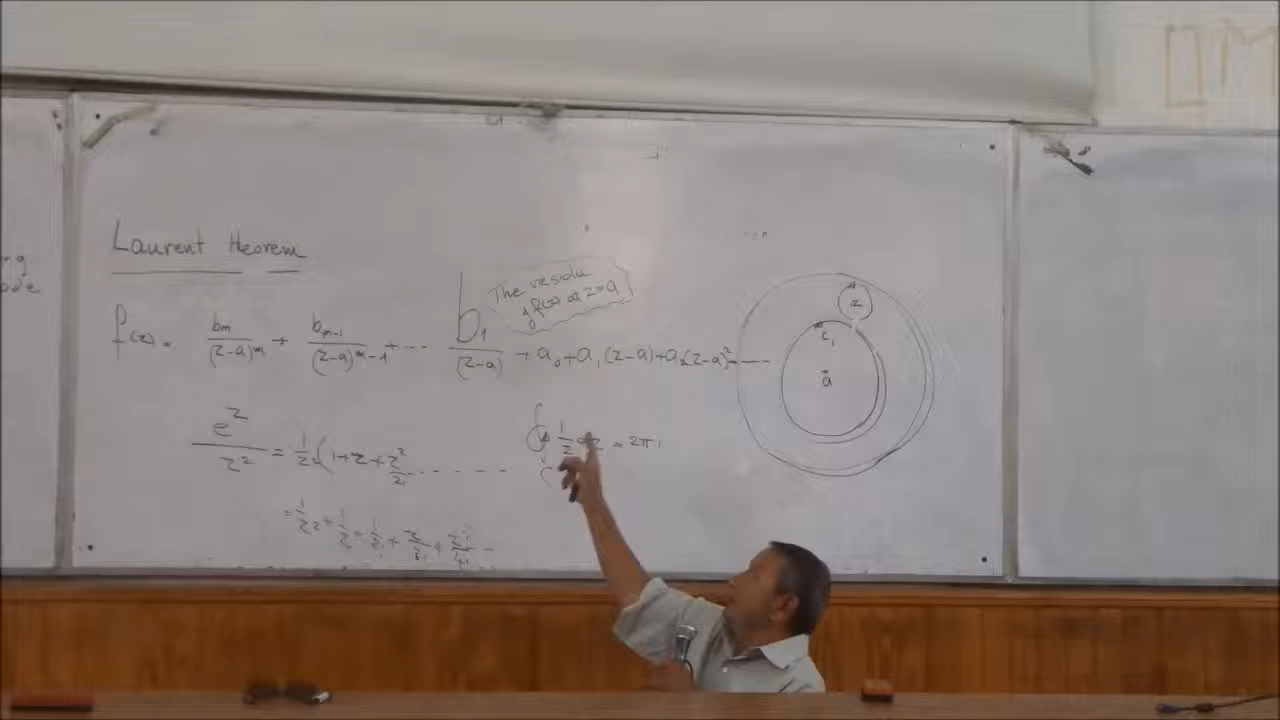 Laurent Theorem
The residu
of f(z) at z=a
f(z) = bm/(z-a)^m + bm-1/(z-a)^m-1 + ... b1/(z-a) + a0 + a1(z-a) + a2(z-a)^2 ----
e^z/z^2 = 1/z^2 (1+z+z^2/2! ------
∮c 1/z dz = 2πi
= 1/z^2 + 1/z + 1/2! + z/3! + z^2/4! --
z
c1
a
ode